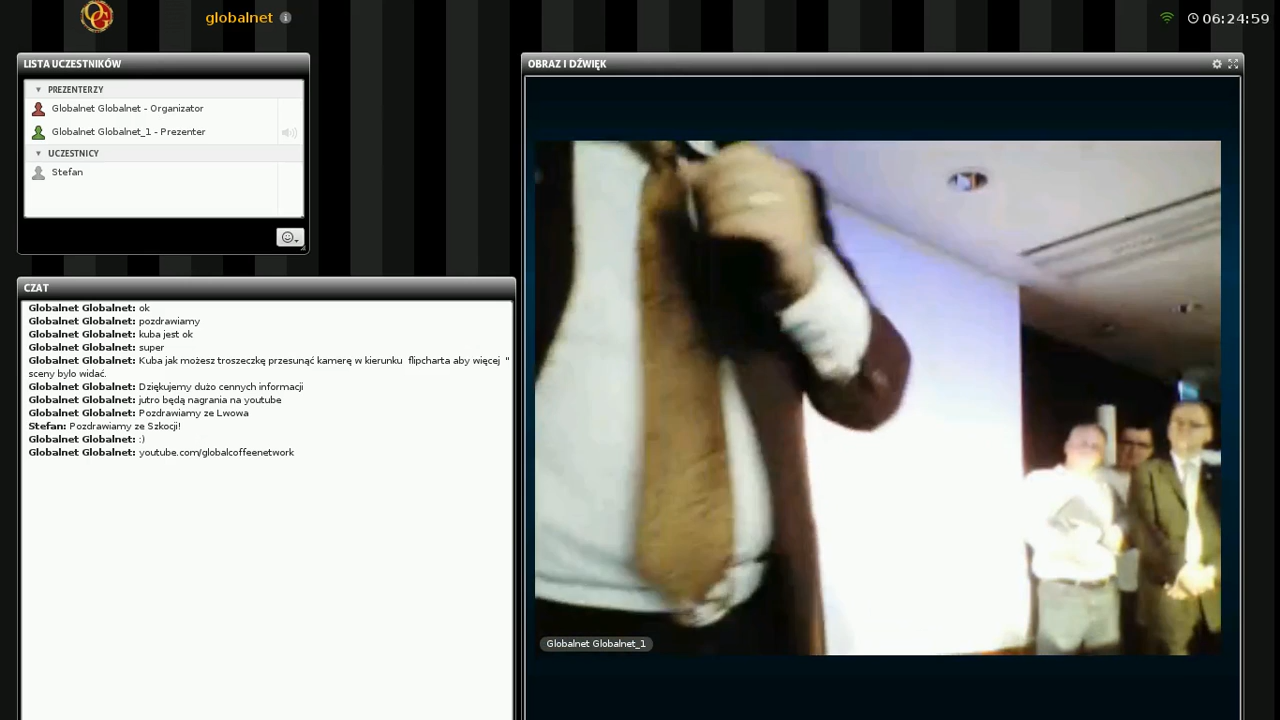 globalnet
06:24:59
LISTA UCZESTNIKÓW
PREZENTERZY
Globalnet Globalnet - Organizator
Globalnet Globalnet_1 - Prezenter
UCZESTNICY
Stefan
CZAT
Globalnet Globalnet: ok
Globalnet Globalnet: pozdrawiamy
Globalnet Globalnet: kuba jest ok
Globalnet Globalnet: super
Globalnet Globalnet: Kuba jak możesz troszeczkę przesunąć kamerę w kierunku  flipcharta aby więcej  "
sceny bylo widać.
Globalnet Globalnet: Dziękujemy dużo cennych informacji
Globalnet Globalnet: jutro będą nagrania na youtube
Globalnet Globalnet: Pozdrawiamy ze Lwowa
Stefan: Pozdrawiamy ze Szkocji!
Globalnet Globalnet: :)
Globalnet Globalnet: youtube.com/globalcoffeenetwork
OBRAZ I DŹWIĘK
Globalnet Globalnet_1